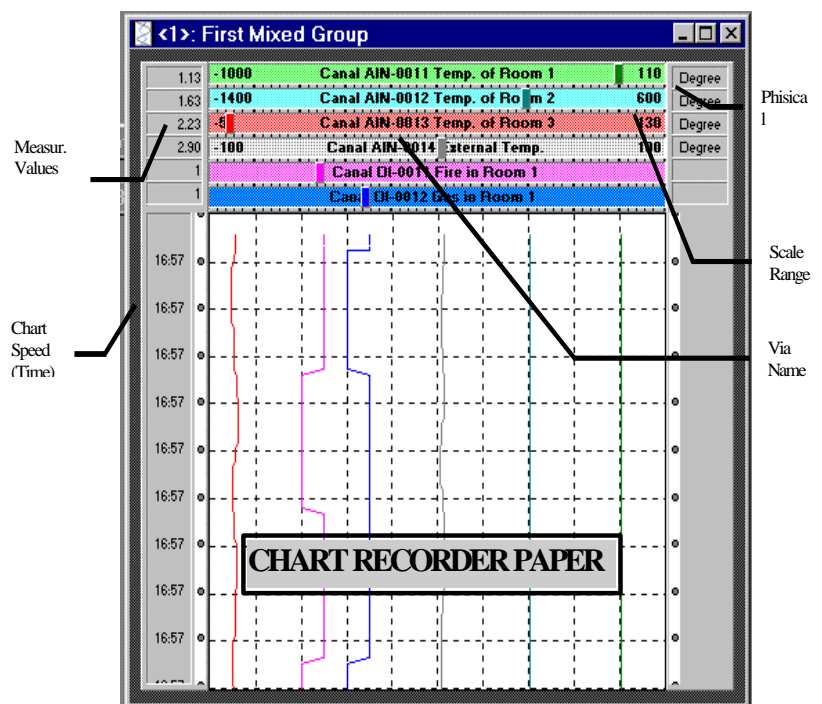 <1>: First Mixed Group
1.13 -1000 Canal AIN-0011 Temp. of Room 1 110 Degree
1.63 -1400 Canal AIN-0012 Temp. of Room 2 600 Degree
2.23 Canal AIN-0013 Temp. of Room 3 130 Degree
2.90 -100 Canal AIN-0014 External Temp. 100 Degree
1 Canal DI-0011 Fire in Room 1
1 Canal DI-0012 Gas in Room 1
Phisica
l
Measur.
Values
Scale
Range
Chart
Speed
(Time)
Via
Name
16:57
16:57
16:57
16:57
16:57
16:57
16:57
16:57
16:57
CHART RECORDER PAPER